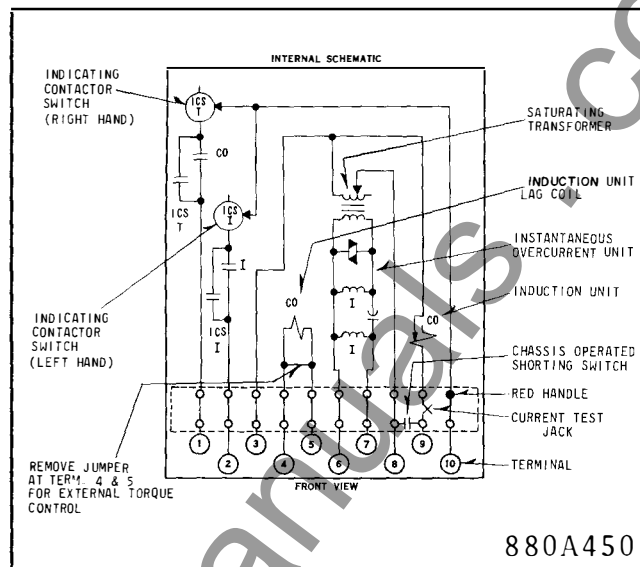 INTERNAL SCHEMATIC
INDICATING
CONTACTOR
SWITCH
(RIGHT HAND)
ICS
T
CO
ICS
T
ICS
I
I
ICS
I
INDICATING
CONTACTOR
SWITCH
(LEFT HAND)
CO
I
I
CO
SATURATING
TRANSFORMER
INDUCTION UNIT
LAG COIL
INSTANTANEOUS
OVERCURRENT UNIT
INDUCTION UNIT
CHASSIS OPERATED
SHORTING SWITCH
RED HANDLE
CURRENT TEST
JACK
TERMINAL
1 2 3 4 5 6 7 8 9 10
REMOVE JUMPER
AT TERM. 4 & 5
FOR EXTERNAL TORQUE
CONTROL
FRONT VIEW
880A450
anuals.co